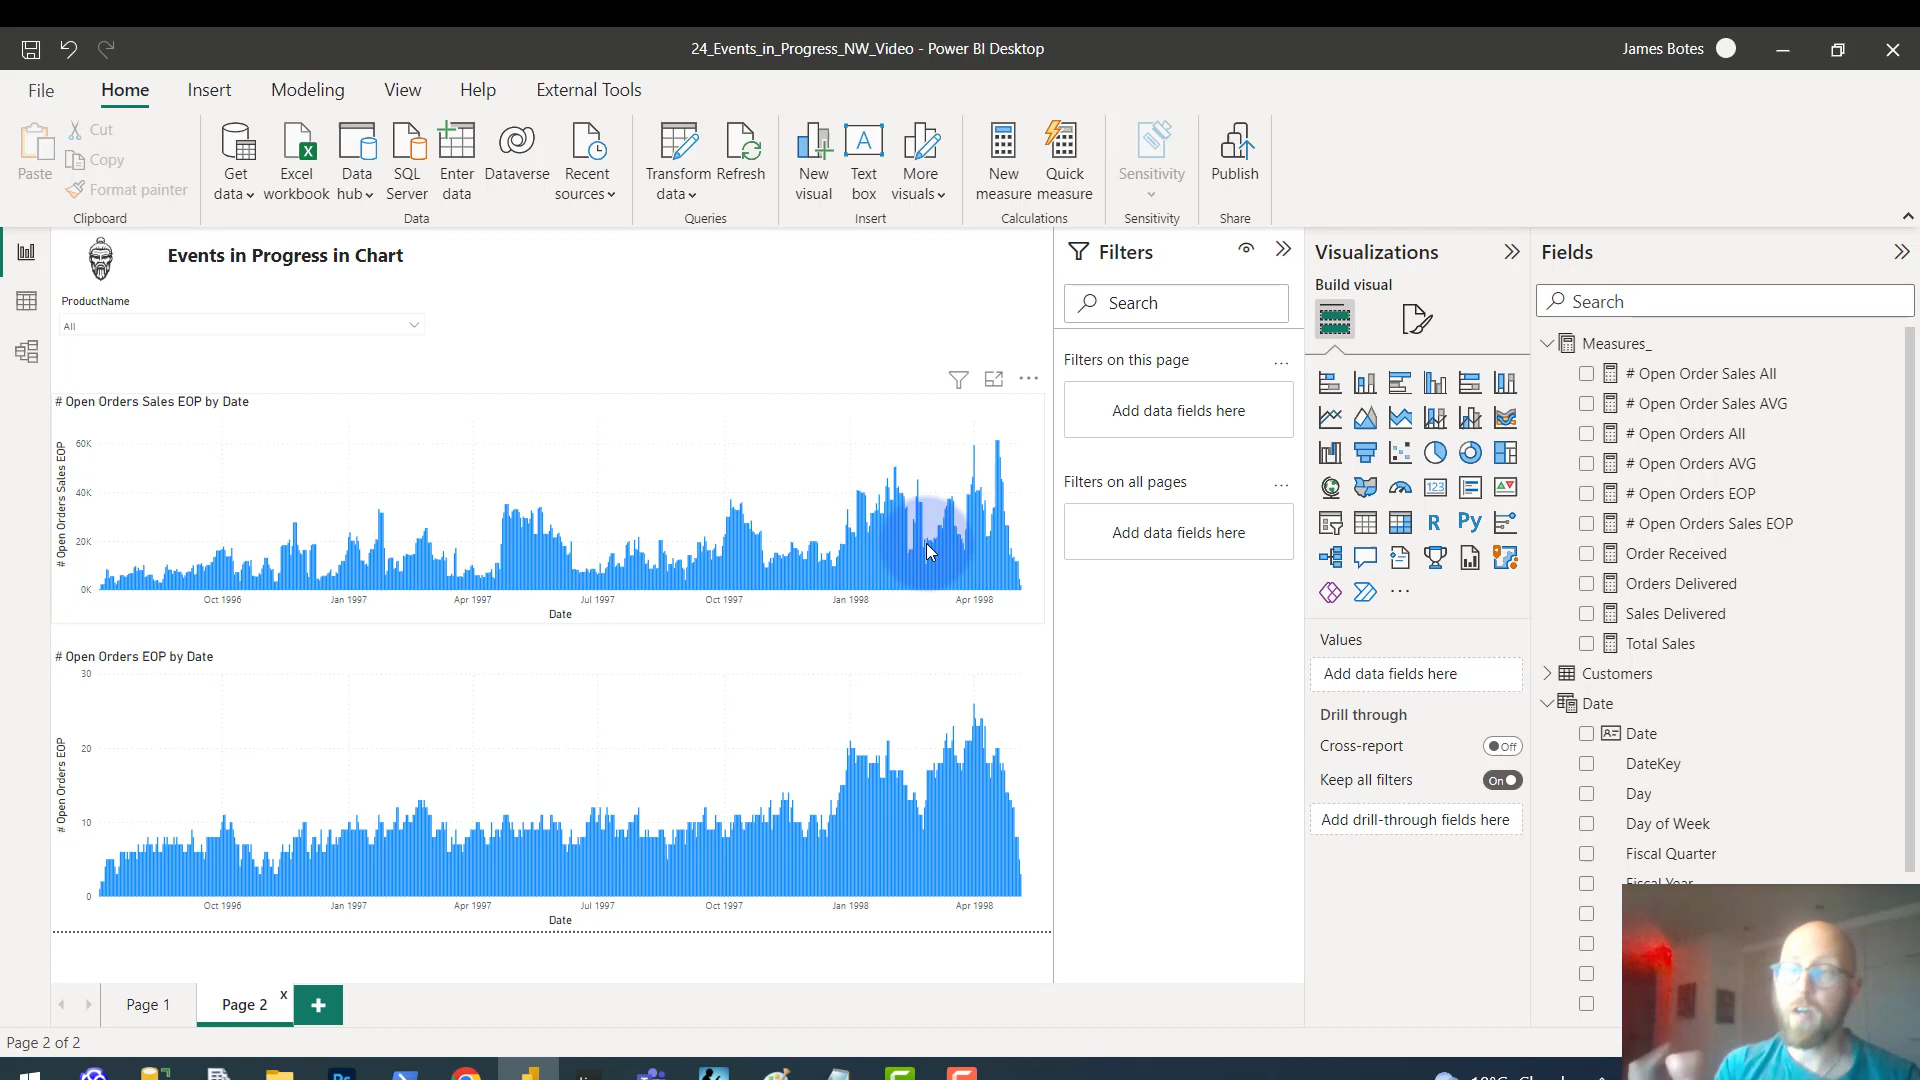 24_Events_in_Progress_NW_Video - Power BI Desktop
James Botes
File
Home
Insert
Modeling
View
Help
External Tools
Paste
Cut
Copy
Format painter
Clipboard
Get data
Excel workbook
Data hub
SQL Server
Enter data
Dataverse
Recent sources
Data
Transform data
Refresh
Queries
New visual
Text box
More visuals
Insert
New measure
Quick measure
Calculations
Sensitivity
Sensitivity
Publish
Share
Events in Progress in Chart
ProductName
All
# Open Orders Sales EOP by Date
# Open Orders Sales EOP
60K
40K
20K
0K
Oct 1996
Jan 1997
Apr 1997
Jul 1997
Oct 1997
Jan 1998
Apr 1998
Date
# Open Orders EOP by Date
# Open Orders EOP
30
20
10
0
Oct 1996
Jan 1997
Apr 1997
Jul 1997
Oct 1997
Jan 1998
Apr 1998
Date
Page 1
Page 2
x
Page 2 of 2
Filters
Search
Filters on this page
...
Add data fields here
Filters on all pages
...
Add data fields here
Visualizations
Build visual
123
R
Py
...
Values
Add data fields here
Drill through
Cross-report
Off
Keep all filters
On
Add drill-through fields here
Fields
Search
Measures_
# Open Order Sales All
# Open Order Sales AVG
# Open Orders All
# Open Orders AVG
# Open Orders EOP
# Open Orders Sales EOP
Order Received
Orders Delivered
Sales Delivered
Total Sales
Customers
Date
Date
DateKey
Day
Day of Week
Fiscal Quarter
Fiscal Year